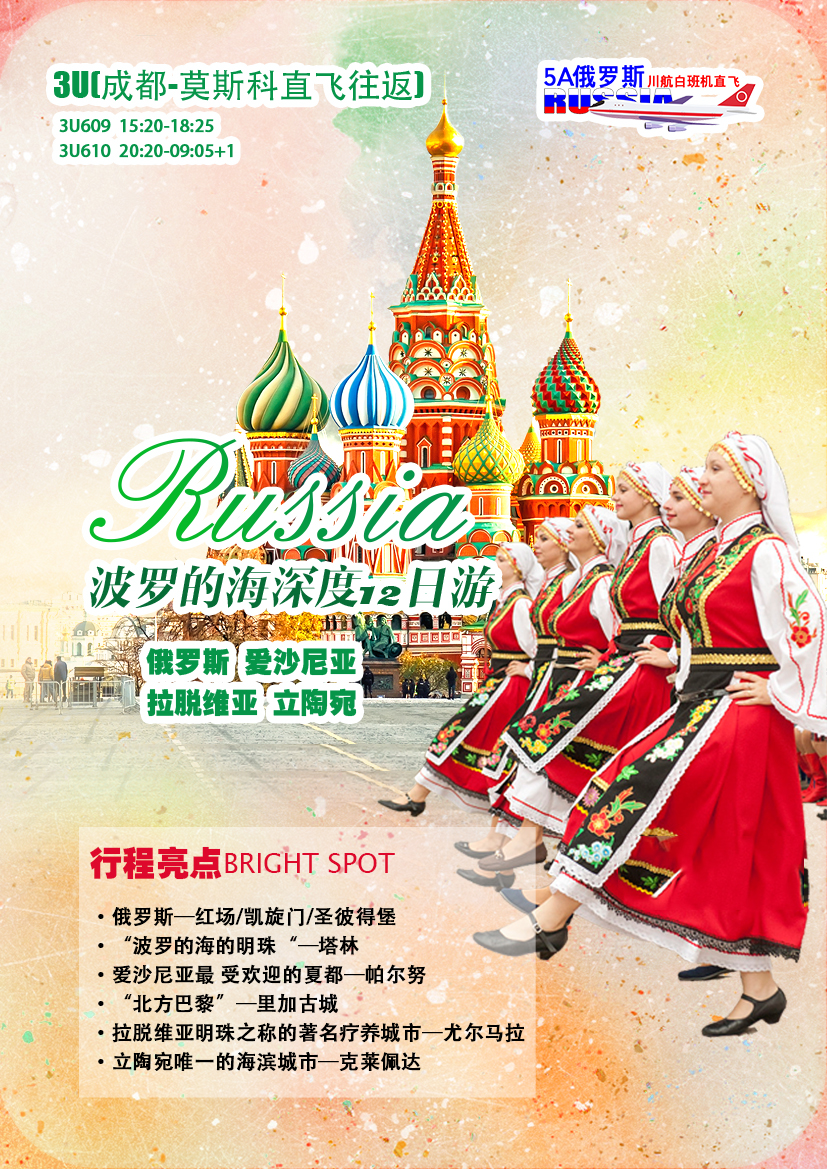 3U(成都-莫斯科直飞往返)
3U609 15:20-18:25
3U610 20:20-09:05+1
5A俄罗斯 川航白班机直飞
RUSSIA
Russia
波罗的海深度12日游
俄罗斯 爱沙尼亚
拉脱维亚 立陶宛
行程亮点BRIGHT SPOT
·俄罗斯—红场/凯旋门/圣彼得堡
·“波罗的海的明珠“—塔林
·爱沙尼亚最 受欢迎的夏都—帕尔努
·“北方巴黎”—里加古城
·拉脱维亚明珠之称的著名疗养城市—尤尔马拉
·立陶宛唯一的海滨城市—克莱佩达